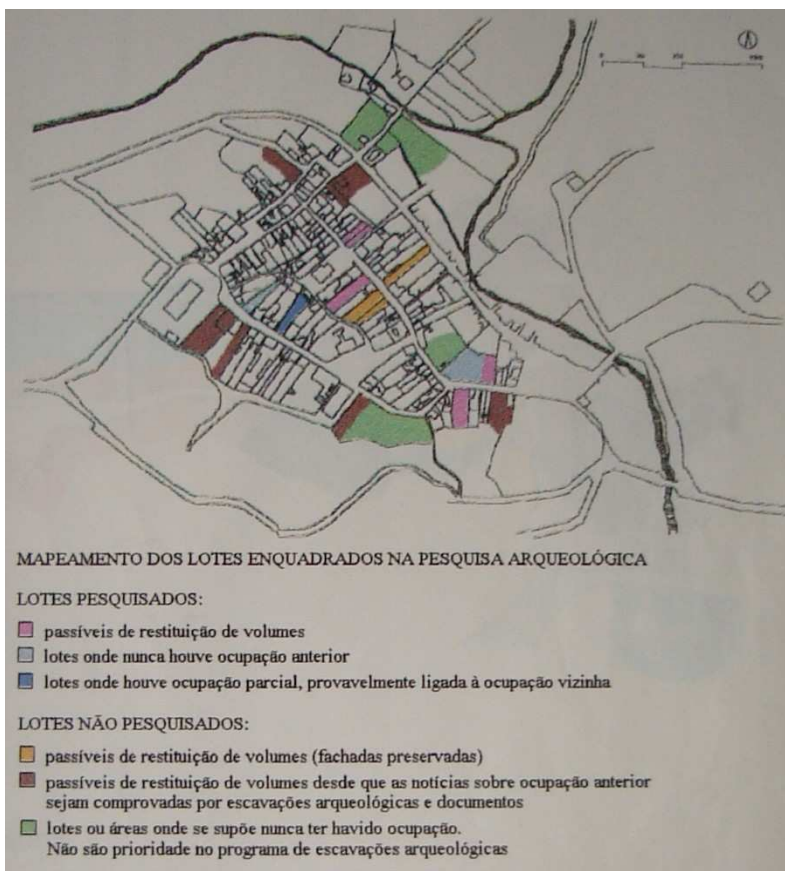 MAPEAMENTO DOS LOTES ENQUADRADOS NA PESQUISA ARQUEOLÓGICA
LOTES PESQUISADOS:
passíveis de restituição de volumes
lotes onde nunca houve ocupação anterior
lotes onde houve ocupação parcial, provavelmente ligada à ocupação vizinha
LOTES NÃO PESQUISADOS:
passíveis de restituição de volumes (fachadas preservadas)
passíveis de restituição de volumes desde que as notícias sobre ocupação anterior
sejam comprovadas por escavações arqueológicas e documentos
lotes ou áreas onde se supõe nunca ter havido ocupação.
Não são prioridade no programa de escavações arqueológicas